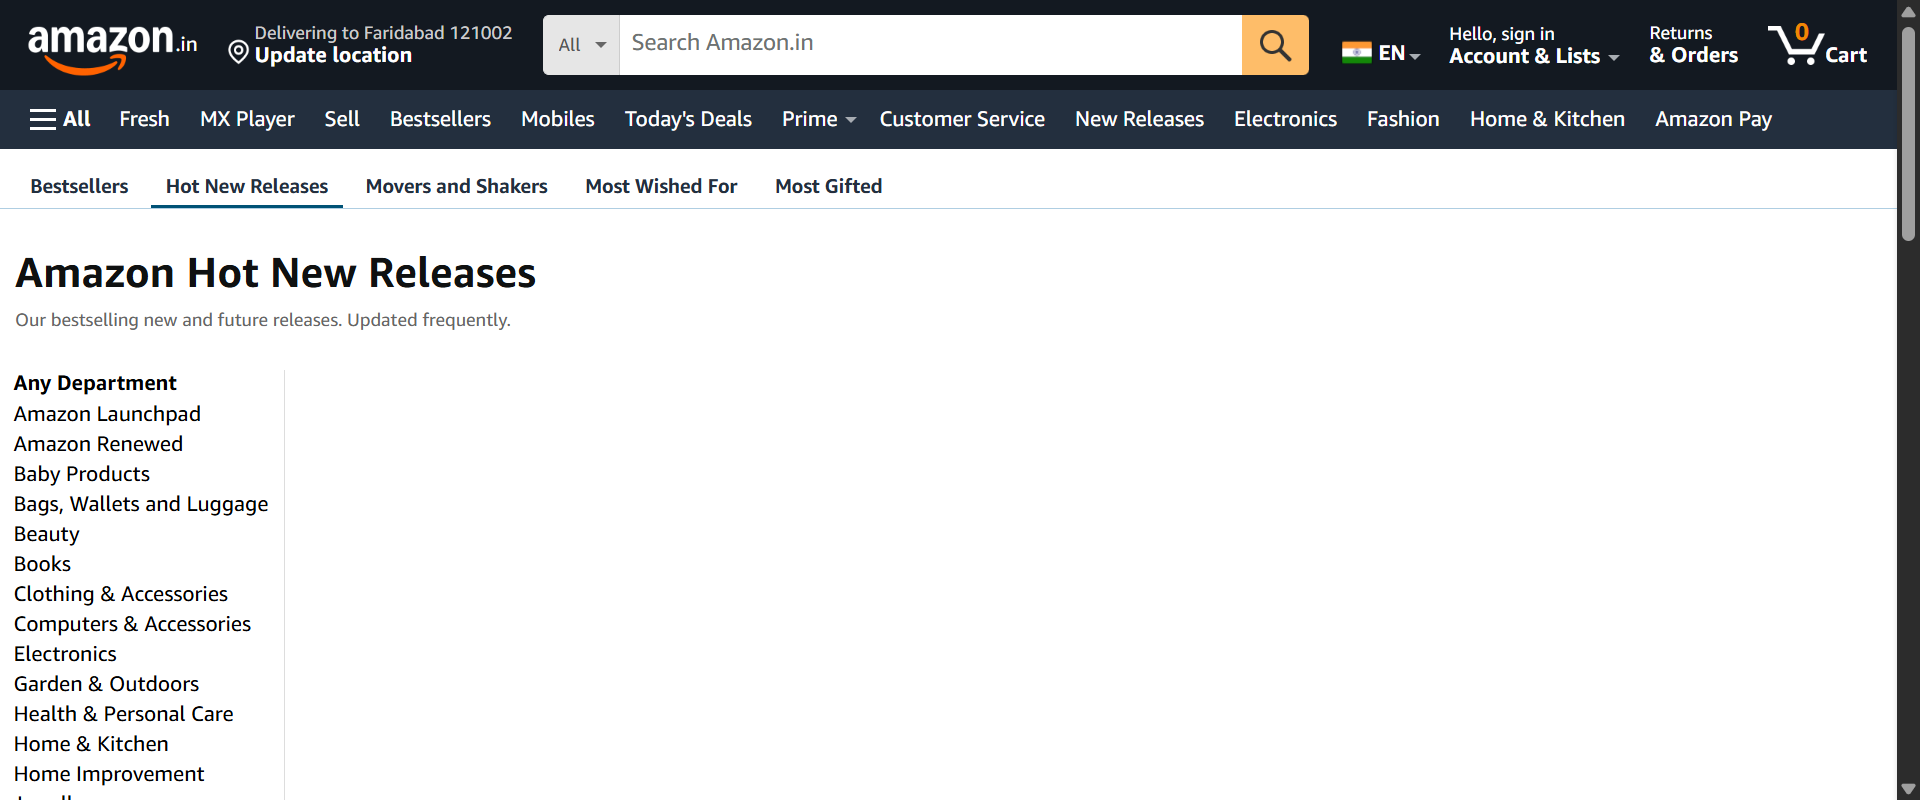 amazon.in
Delivering to Faridabad 121002
Update location
All
Search Amazon.in
EN
Hello, sign in
Account & Lists
Returns
& Orders
0
Cart
All Fresh MX Player Sell Bestsellers Mobiles Today's Deals Prime Customer Service New Releases Electronics Fashion Home & Kitchen Amazon Pay
Bestsellers Hot New Releases Movers and Shakers Most Wished For Most Gifted
Amazon Hot New Releases
Our bestselling new and future releases. Updated frequently.
Any Department
Amazon Launchpad
Amazon Renewed
Baby Products
Bags, Wallets and Luggage
Beauty
Books
Clothing & Accessories
Computers & Accessories
Electronics
Garden & Outdoors
Health & Personal Care
Home & Kitchen
Home Improvement